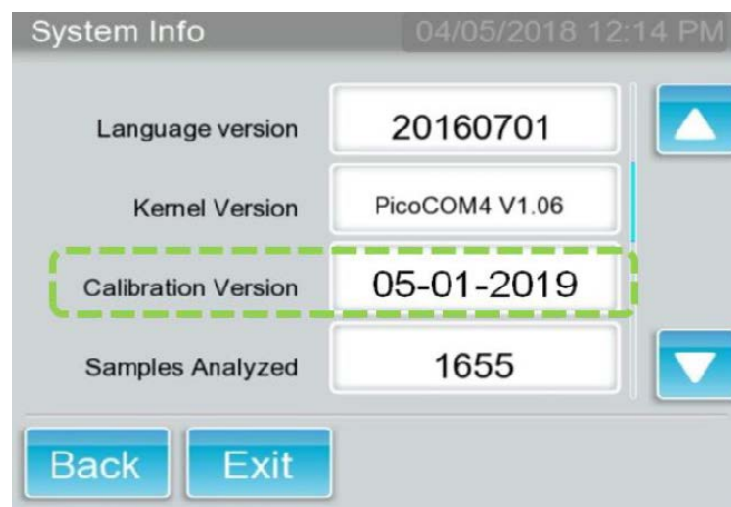 System Info 04/05/2018 12:14 PM
Language version 20160701
Kernel Version PicoCOM4 V1.06
Calibration Version 05-01-2019
Samples Analyzed 1655
Back Exit